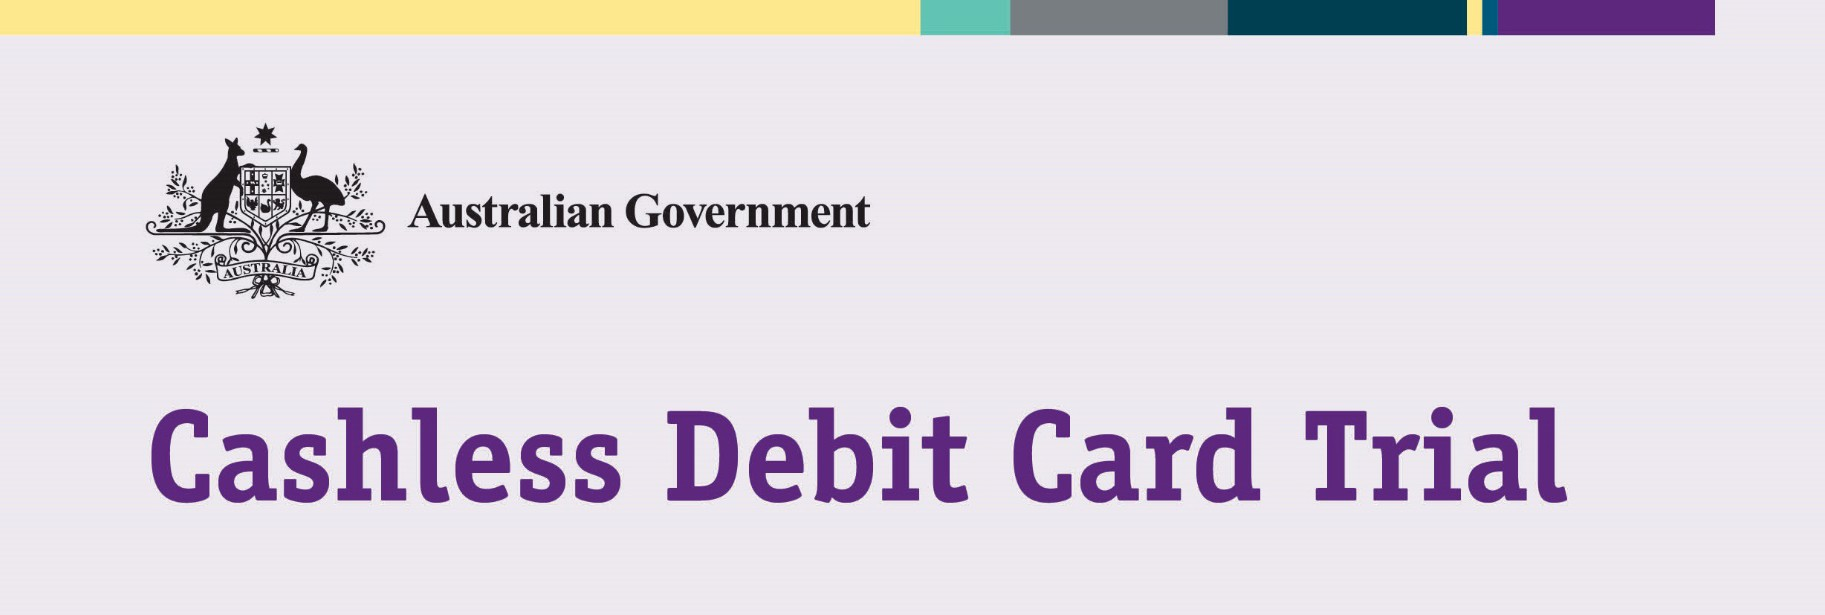 Australian Government
AUSTRALIA
Cashless Debit Card Trial